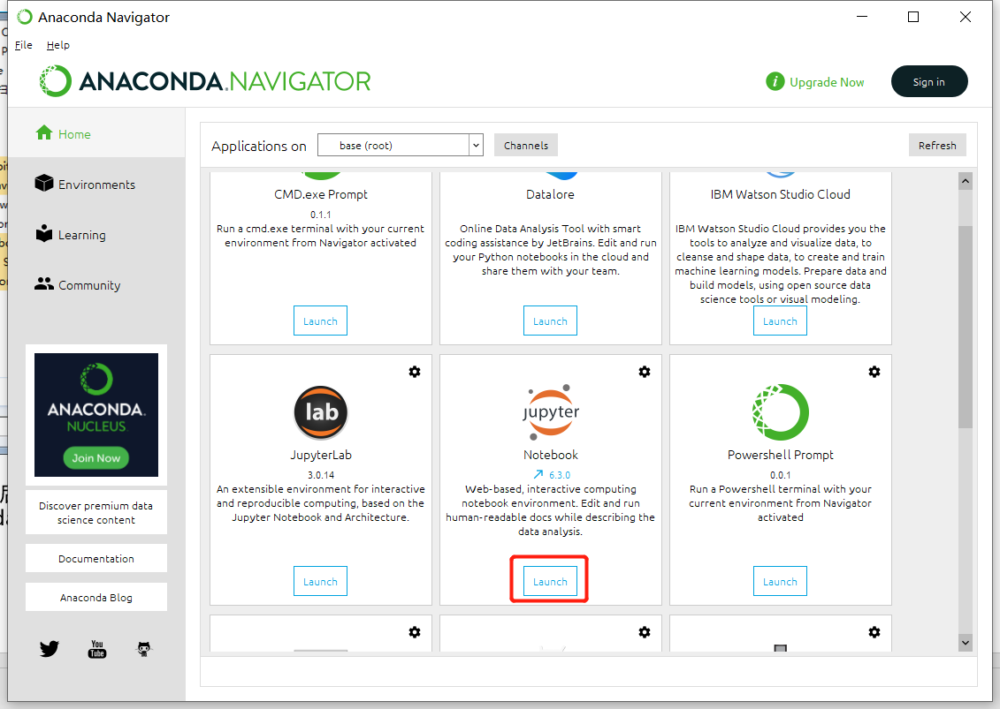 Anaconda Navigator
File Help
ANACONDA.NAVIGATOR
i Upgrade Now
Sign in
Home
Environments
Learning
Community
ANACONDA.
NUCLEUS
Join Now
Discover premium data
science content
Documentation
Anaconda Blog
You
Tube
Applications on
base (root)
Channels
Refresh
CMD.exe Prompt
0.1.1
Run a cmd.exe terminal with your current
environment from Navigator activated
Launch
Datalore
Online Data Analysis Tool with smart
coding assistance by JetBrains. Edit and run
your Python notebooks in the cloud and
share them with your team.
Launch
IBM Watson Studio Cloud
IBM Watson Studio Cloud provides you the
tools to analyze and visualize data, to
cleanse and shape data, to create and train
machine learning models. Prepare data and
build models, using open source data
science tools or visual modeling.
Launch
lab
JupyterLab
3.0.14
An extensible environment for interactive
and reproducible computing, based on the
Jupyter Notebook and Architecture.
Launch
jupyter
Notebook
6.3.0
Web-based, interactive computing
notebook environment. Edit and run
human-readable docs while describing the
data analysis.
Launch
Powershell Prompt
0.0.1
Run a Powershell terminal with your
current environment from Navigator
activated
Launch